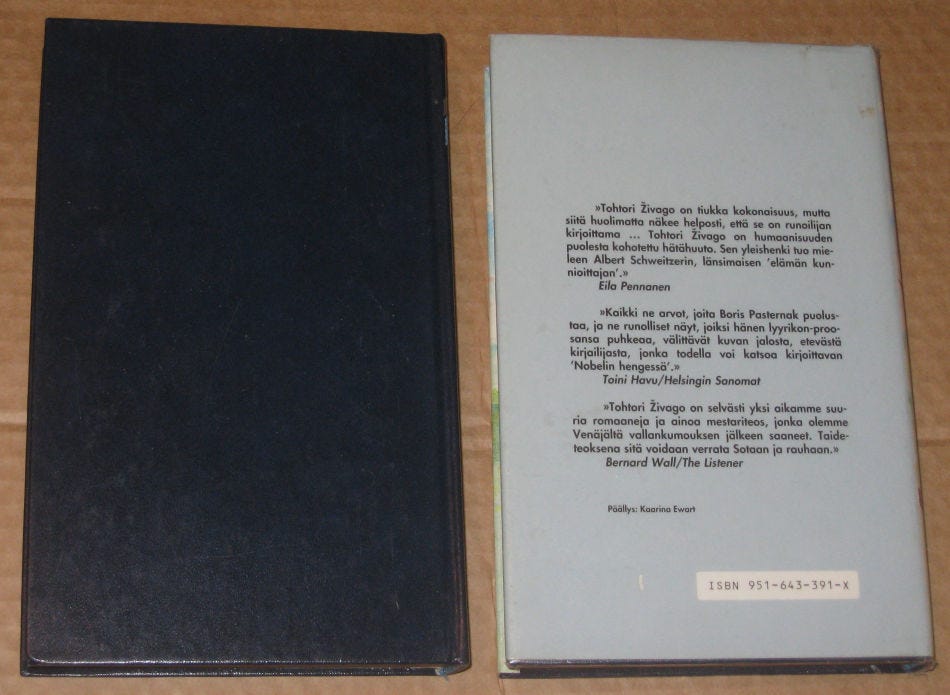 »Tohtori Živago on tiukka kokonaisuus, mutta
siitä huolimatta näkee helposti, että se on runoilijan
kirjoittama ... Tohtori Živago on humaanisuuden
puolesta kohotettu hätähuuto. Sen yleishenki tuo mie-
leen Albert Schweitzerin, länsimaisen 'elämän kun-
nioittajan'.»
Eila Pennanen
»Kaikki ne arvot, joita Boris Pasternak puolus-
taa, ja ne runolliset näyt, joiksi hänen lyyrikon-proo-
sansa puhkeaa, välittävät kuvan jalosta, etevästä
kirjailijasta, jonka todella voi katsoa kirjoittavan
'Nobelin hengessä'.»
Toini Havu/Helsingin Sanomat
»Tohtori Živago on selvästi yksi aikamme suu-
ria romaaneja ja ainoa mestariteos, jonka olemme
Venäjältä vallankumouksen jälkeen saaneet. Taide-
teoksena sitä voidaan verrata Sotaan ja rauhaan.»
Bernard Wall/The Listener
Päällys: Kaarina Ewart
ISBN 951-643-391-X